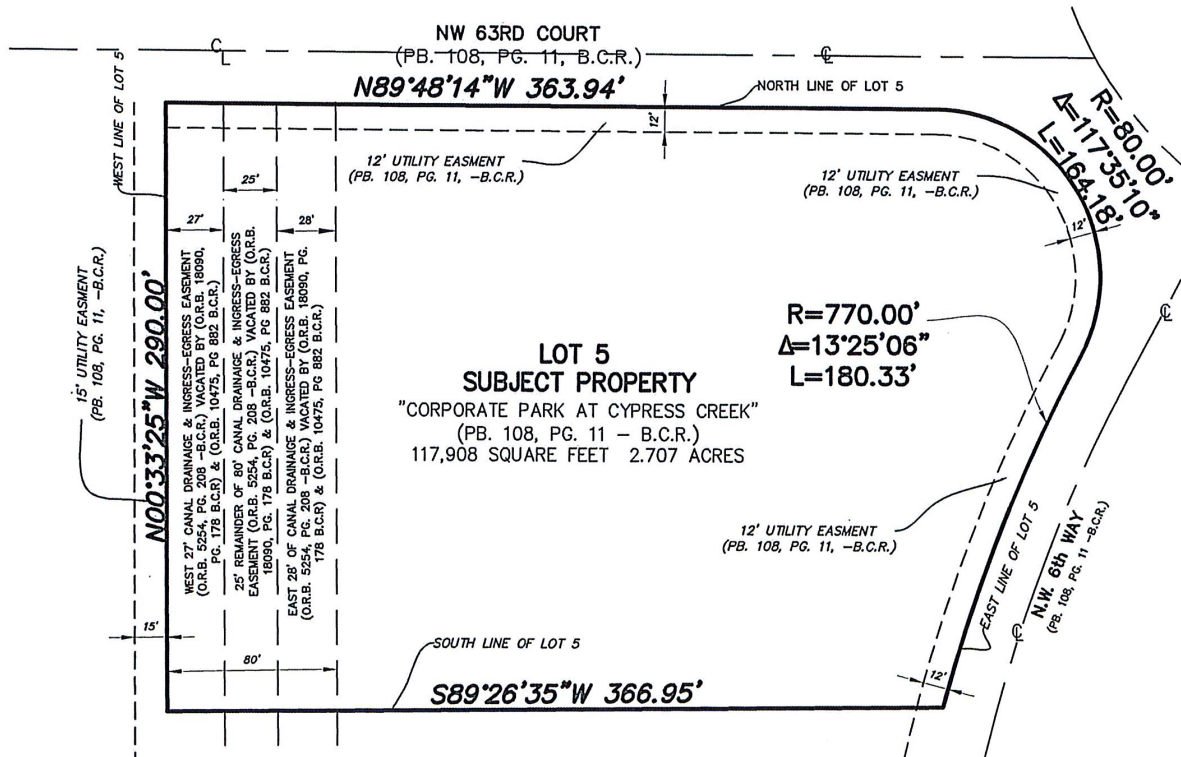 NW 63RD COURT
(PB. 108, PG. 11, B.C.R.)
CL
CL
N89°48'14"W 363.94'
NORTH LINE OF LOT 5
WEST LINE OF LOT 5
12'
R=80.00'
Δ=117°35'10"
L=164.18'
12' UTILITY EASMENT
(PB. 108, PG. 11, -B.C.R.)
12' UTILITY EASMENT
(PB. 108, PG. 11, -B.C.R.)
25'
27'
28'
12'
15' UTILITY EASMENT
(PB. 108, PG. 11, -B.C.R.)
N00°33'25"W 290.00'
WEST 27' CANAL DRAINAIGE & INGRESS-EGRESS EASEMENT
(O.R.B. 5254, PG. 208 -B.C.R.) VACATED BY (O.R.B. 18090,
PG. 178 B.C.R) & (O.R.B. 10475, PG 882 B.C.R.)
25' REMAINDER OF 80' CANAL DRAINAIGE & INGRESS-EGRESS
EASEMENT (O.R.B. 5254, PG. 208 -B.C.R.) VACATED BY (O.R.B.
18090, PG. 178 B.C.R) & (O.R.B. 10475, PG 882 B.C.R.)
EAST 28' OF CANAL DRAINAIGE & INGRESS-EGRESS EASEMENT
(O.R.B. 5254, PG. 208 -B.C.R.) VACATED BY (O.R.B. 18090, PG.
178 B.C.R) & (O.R.B. 10475, PG 882 B.C.R.)
R=770.00'
Δ=13°25'06"
L=180.33'
CL
LOT 5
SUBJECT PROPERTY
"CORPORATE PARK AT CYPRESS CREEK"
(PB. 108, PG. 11 - B.C.R.)
117,908 SQUARE FEET 2.707 ACRES
12' UTILITY EASMENT
(PB. 108, PG. 11, -B.C.R.)
EAST LINE OF LOT 5
N.W. 6th WAY
(PB. 108, PG. 11 -B.C.R.)
CL
15'
80'
SOUTH LINE OF LOT 5
12'
S89°26'35"W 366.95'